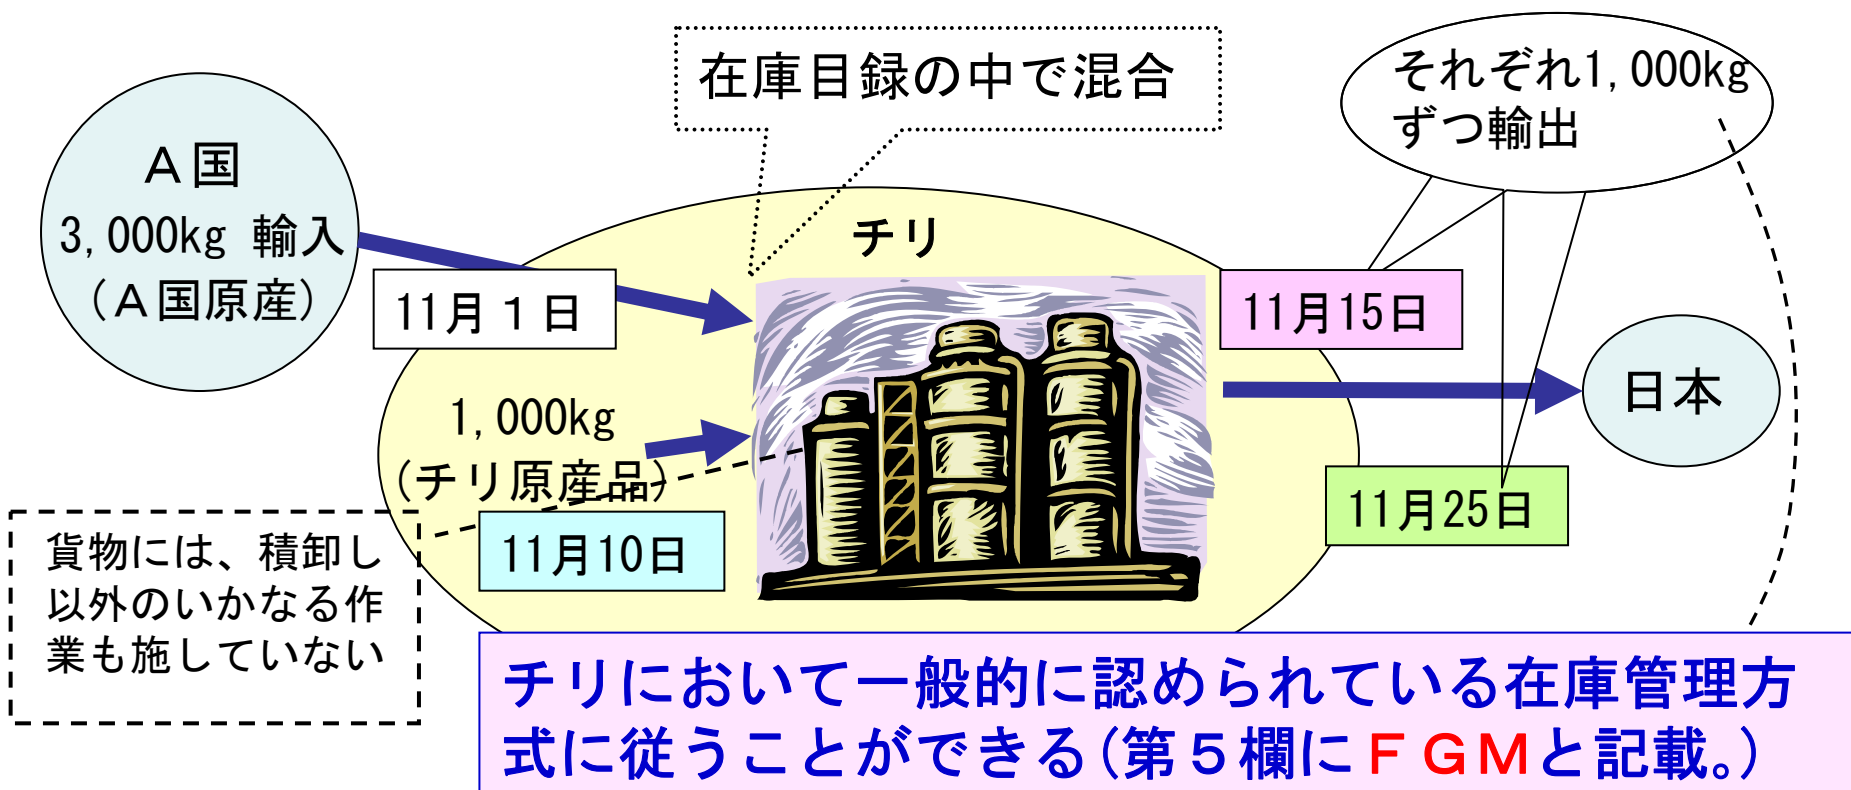 在庫目録の中で混合
それぞれ1,000kg
ずつ輸出
A国
3,000kg 輸入
(A国原産)
チリ
11月1日
11月15日
1,000kg
(チリ原産品)
11月10日
日本
11月25日
貨物には、積卸し
以外のいかなる作
業も施していない
チリにおいて一般的に認められている在庫管理方
式に従うことができる(第5欄にFGMと記載。)